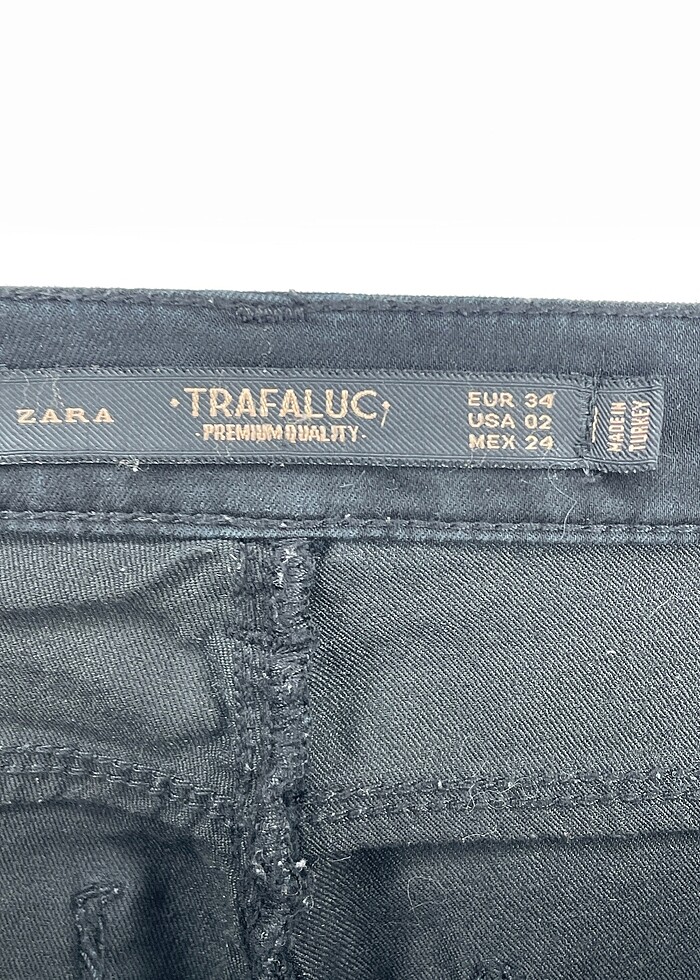 ZARA
·TRAFALUC,
·PREMIUM QUALITY·
EUR 34
USA 02
MEX 24
MADE IN
TURKEY